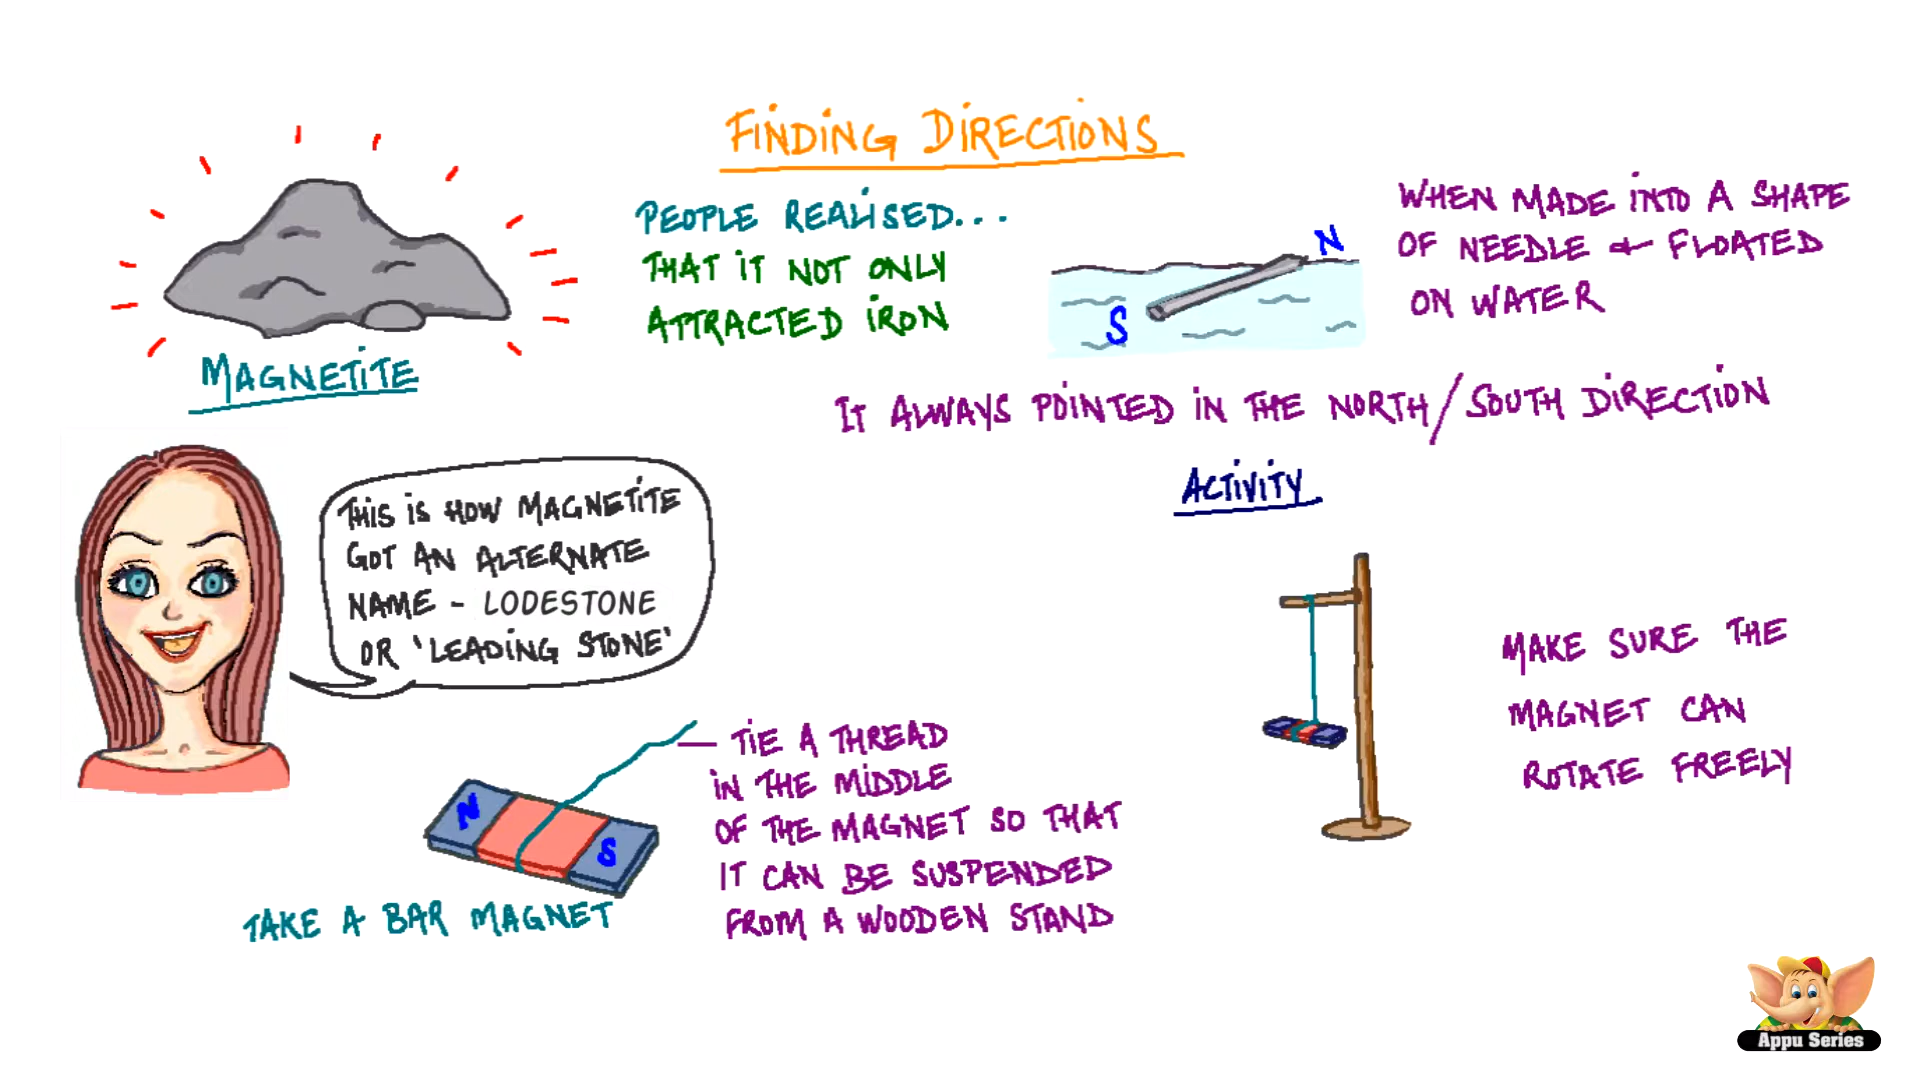 FINDING DIRECTIONS
PEOPLE REALISED...
THAT IT NOT ONLY
ATTRACTED IRON
MAGNETITE
N
S
WHEN MADE INTO A SHAPE
OF NEEDLE & FLOATED
ON WATER
IT ALWAYS POINTED IN THE NORTH/SOUTH DIRECTION
THIS IS HOW MAGNETITE
GOT AN ALTERNATE
NAME - LODESTONE
OR 'LEADING STONE'
ACTIVITY
N
S
TAKE A BAR MAGNET
TIE A THREAD
IN THE MIDDLE
OF THE MAGNET SO THAT
IT CAN BE SUSPENDED
FROM A WOODEN STAND
MAKE SURE THE
MAGNET CAN
ROTATE FREELY
Appu Series